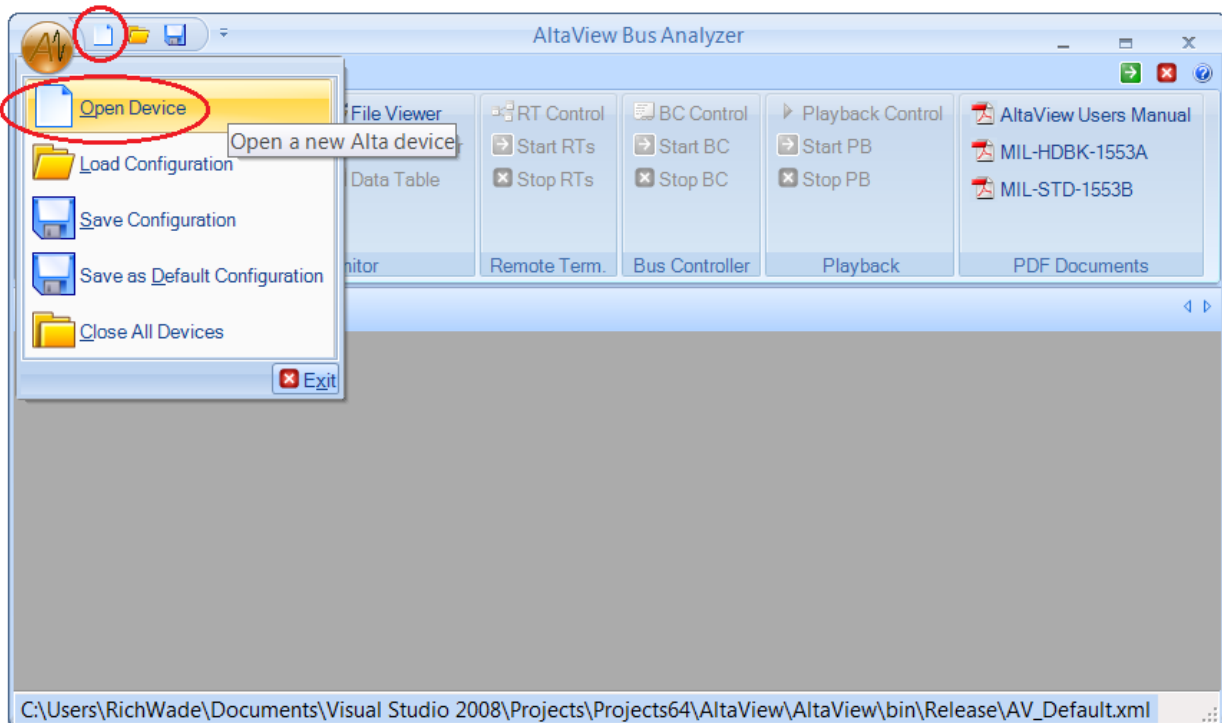 AltaView Bus Analyzer
Open Device
Open a new Alta device
Load Configuration
Save Configuration
Save as Default Configuration
Close All Devices
Exit
File Viewer
Data Table
nitor
RT Control
Start RTs
Stop RTs
Remote Term.
BC Control
Start BC
Stop BC
Bus Controller
Playback Control
Start PB
Stop PB
Playback
AltaView Users Manual
MIL-HDBK-1553A
MIL-STD-1553B
PDF Documents
C:\Users\RichWade\Documents\Visual Studio 2008\Projects\Projects64\AltaView\AltaView\bin\Release\AV_Default.xml